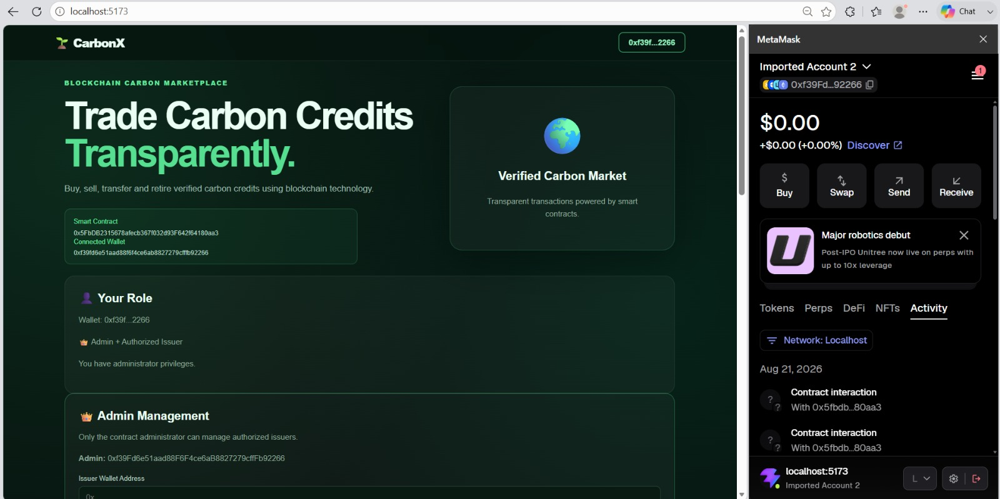 localhost:5173
Chat
CarbonX
0xf39f...2266
BLOCKCHAIN CARBON MARKETPLACE
Trade Carbon Credits
Transparently.
Buy, sell, transfer and retire verified carbon credits using blockchain technology.
Smart Contract
0x5FbDB2315678afecb367f032d93F642f64180aa3
Connected Wallet
0xf39fd6e51aad88f6f4ce6ab8827279cfffb92266
Verified Carbon Market
Transparent transactions powered by smart
contracts.
Your Role
Wallet: 0xf39f...2266
Admin + Authorized Issuer
You have administrator privileges.
Admin Management
Only the contract administrator can manage authorized issuers.
Admin: 0xf39Fd6e51aad88F6F4ce6aB8827279cffFb92266
Issuer Wallet Address
0x
MetaMask
Imported Account 2
1
0xf39Fd...92266
$0.00
+$0.00 (+0.00%) Discover
$
Buy
Swap
Send
Receive
Major robotics debut
Post-IPO Unitree now live on perps with
up to 10x leverage
Tokens Perps DeFi NFTs Activity
Network: Localhost
Aug 21, 2026
? ?
Contract interaction
With 0x5fbdb...80aa3
? ?
Contract interaction
With 0x5fbdb...80aa3
localhost:5173
Imported Account 2
L